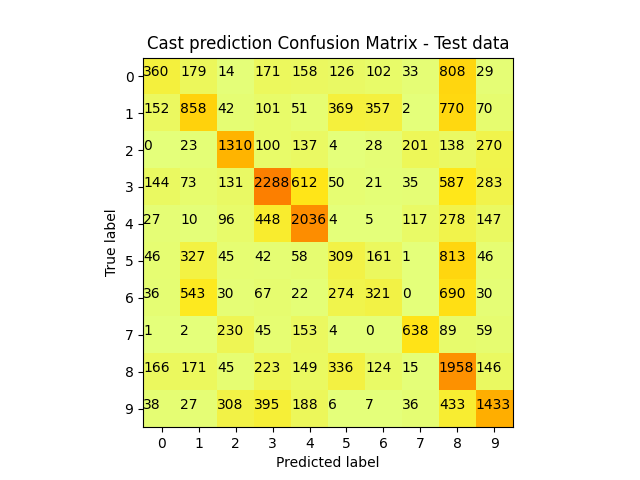 Cast prediction Confusion Matrix - Test data
0 360 179 14 171 158 126 102 33 808 29
1 152 858 42 101 51 369 357 2 770 70
2 0 23 1310 100 137 4 28 201 138 270
3 144 73 131 2288 612 50 21 35 587 283
4 27 10 96 448 2036 4 5 117 278 147
5 46 327 45 42 58 309 161 1 813 46
6 36 543 30 67 22 274 321 0 690 30
7 1 2 230 45 153 4 0 638 89 59
8 166 171 45 223 149 336 124 15 1958 146
9 38 27 308 395 188 6 7 36 433 1433
True label
0 1 2 3 4 5 6 7 8 9
Predicted label